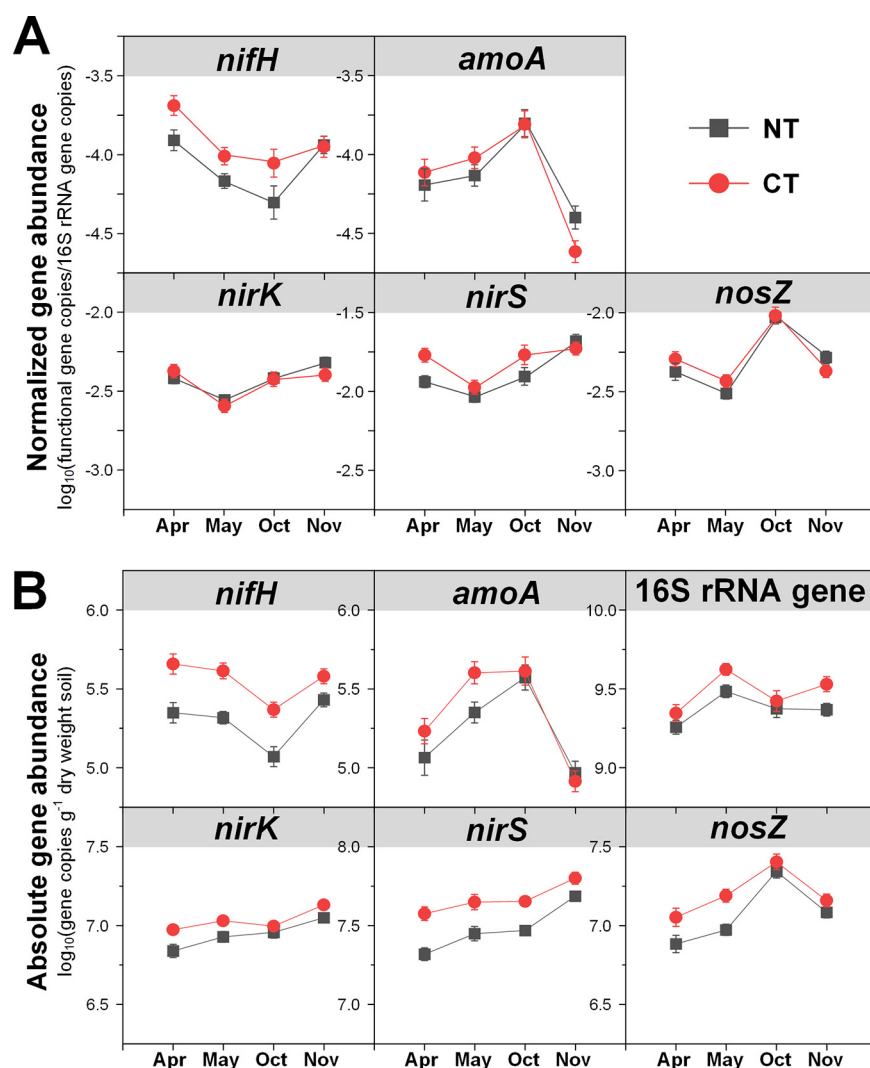 A
nifH
amoA
NT
CT
Normalized gene abundance
log₁₀(functional gene copies/16S rRNA gene copies)
-3.5
-4.0
-4.5
-3.5
-4.0
-4.5
nirK
nirS
nosZ
-2.0
-2.5
-3.0
-1.5
-2.0
-2.5
-2.0
-2.5
-3.0
Apr May Oct Nov
Apr May Oct Nov
Apr May Oct Nov
B
nifH
amoA
16S rRNA gene
Absolute gene abundance
log₁₀(gene copies g⁻¹ dry weight soil)
6.0
5.5
5.0
6.0
5.5
5.0
10.0
9.5
9.0
nirK
nirS
nosZ
7.5
7.0
6.5
8.0
7.5
7.0
7.5
7.0
6.5
Apr May Oct Nov
Apr May Oct Nov
Apr May Oct Nov